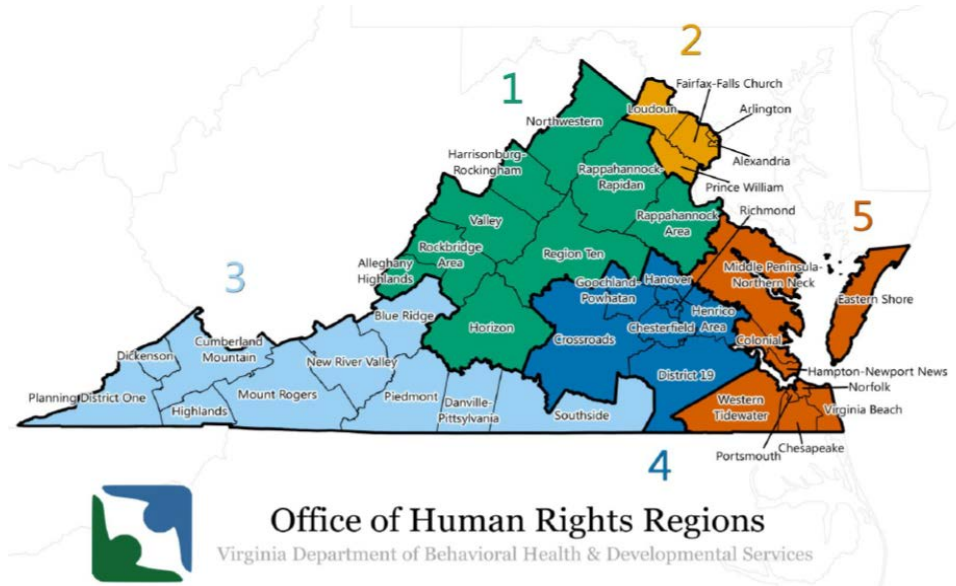 2
Fairfax-Falls Church
1
Loudoun
Arlington
Northwestern
Alexandria
Harrisonburg-
Rockingham
Rappahannock-
Rapidan
Prince William
Richmond
5
Valley
Rappahannock
Area
3
Rockbridge
Area
Region Ten
Alleghany
Highlands
Goochland-
Powhatan
Hanover
Middle Peninsula-
Northern Neck
Eastern Shore
Blue Ridge
Horizon
Henrico
Area
Chesterfield
Crossroads
Colonial
Dickenson
Cumberland
Mountain
New River Valley
District 19
Hampton-Newport News
Norfolk
Planning District One
Highlands
Mount Rogers
Piedmont
Danville-
Pittsylvania
Southside
Western
Tidewater
Virginia Beach
4
Portsmouth
Chesapeake
Office of Human Rights Regions
Virginia Department of Behavioral Health & Developmental Services